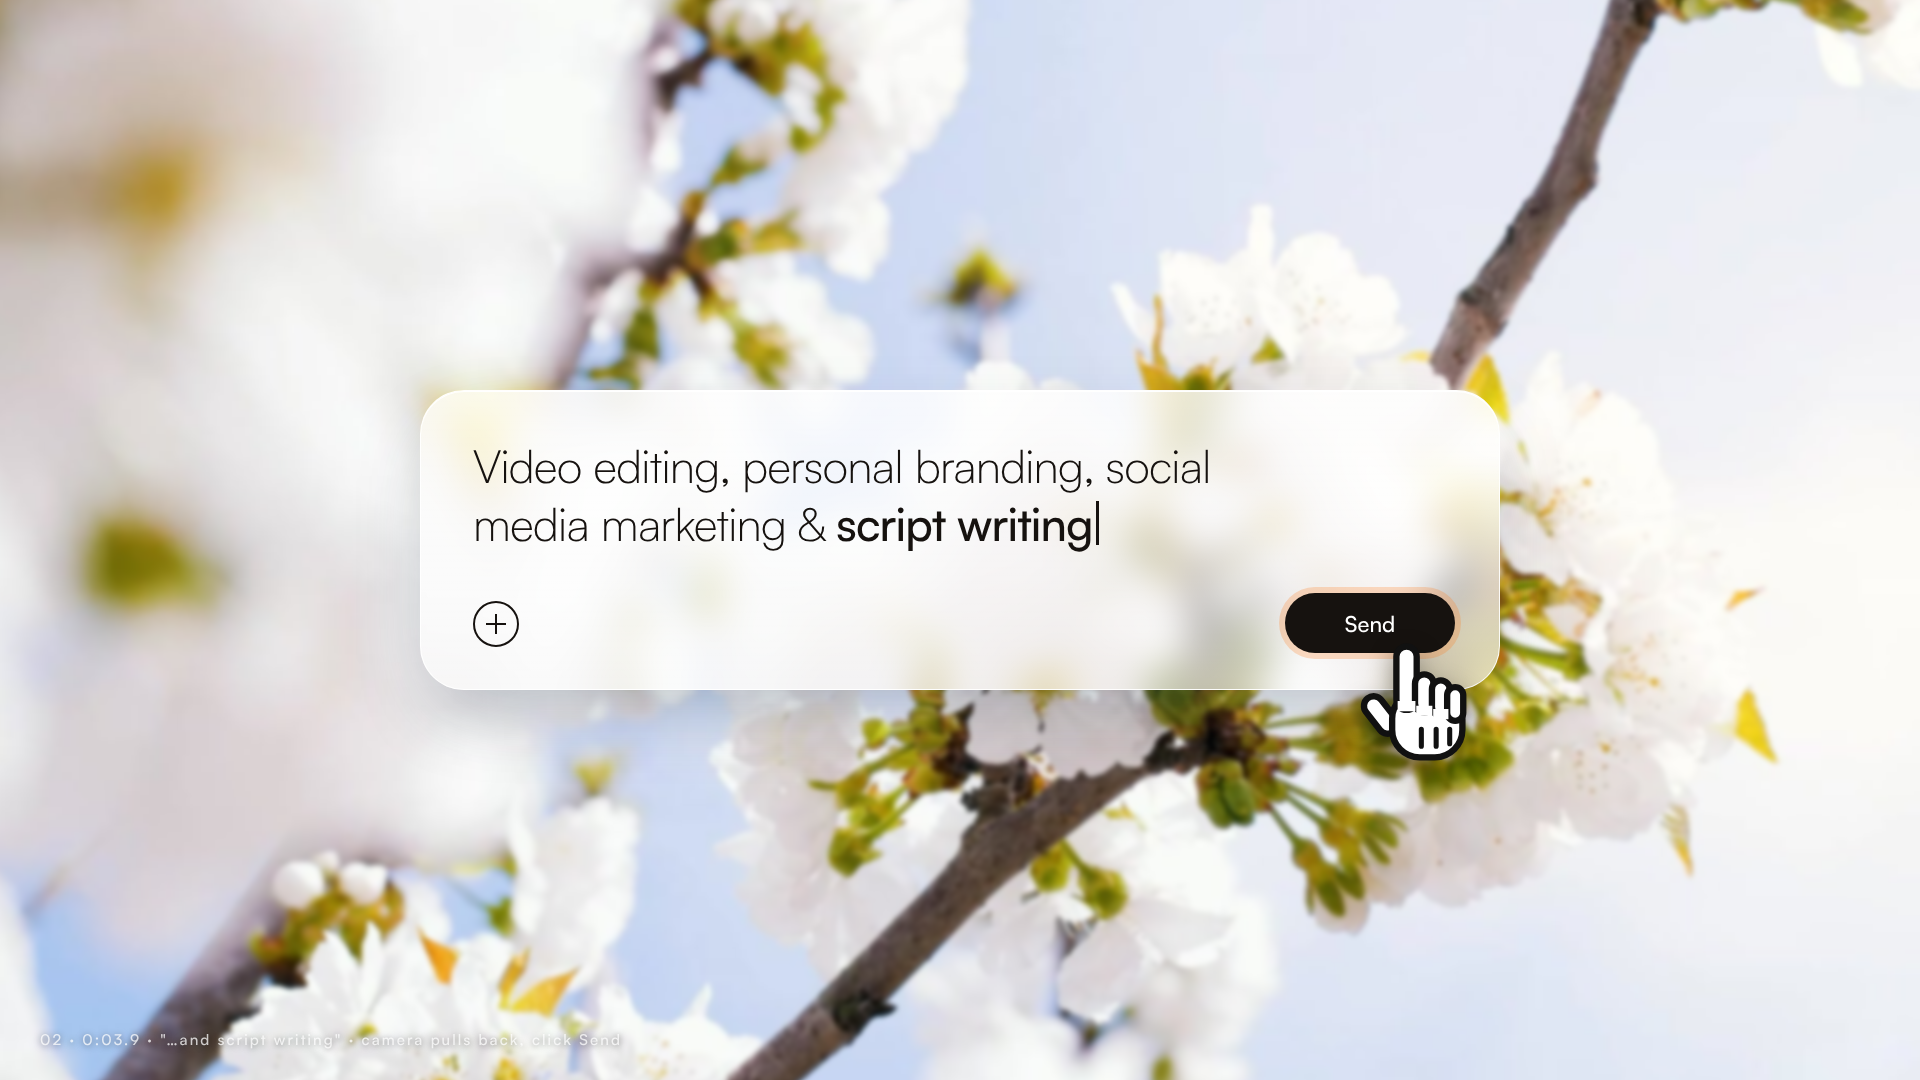 Video editing, personal branding, social
media marketing & script writing
Send
02 · 0:03.9 · "...and script writing" · camera pulls back, click Send